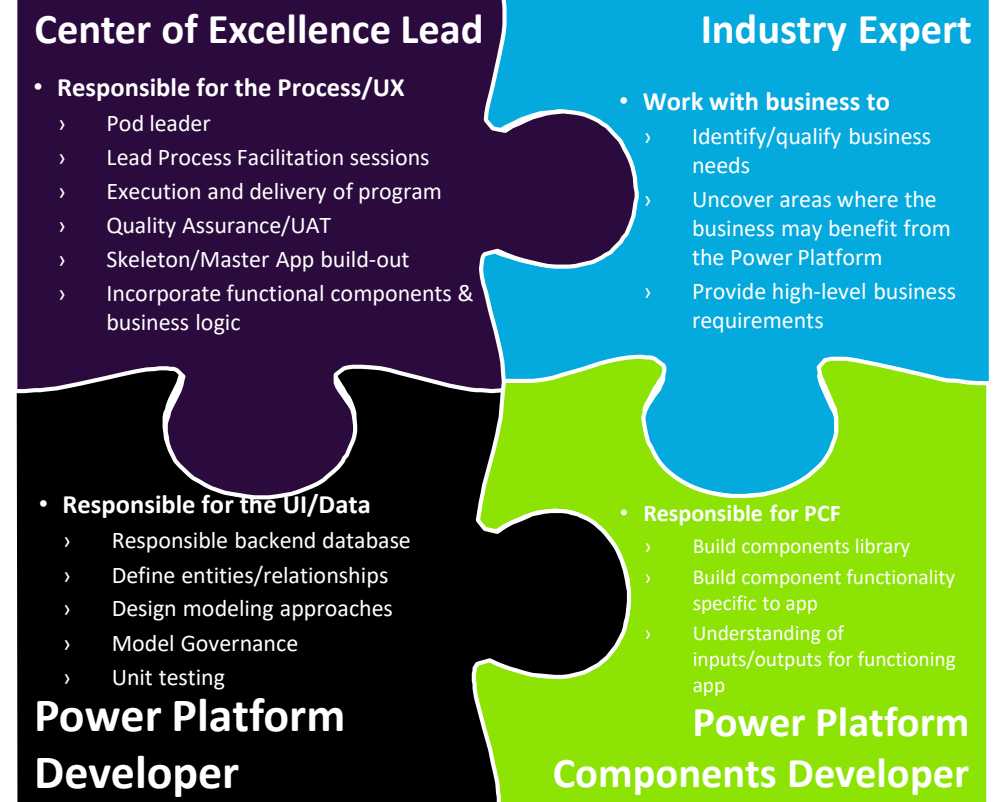 Center of Excellence Lead
• Responsible for the Process/UX
› Pod leader
› Lead Process Facilitation sessions
› Execution and delivery of program
› Quality Assurance/UAT
› Skeleton/Master App build-out
› Incorporate functional components &
business logic
Industry Expert
• Work with business to
› Identify/qualify business
needs
› Uncover areas where the
business may benefit from
the Power Platform
› Provide high-level business
requirements
• Responsible for the UI/Data
› Responsible backend database
› Define entities/relationships
› Design modeling approaches
› Model Governance
› Unit testing
Power Platform
Developer
• Responsible for PCF
› Build components library
› Build component functionality
specific to app
› Understanding of
inputs/outputs for functioning
app
Power Platform
Components Developer